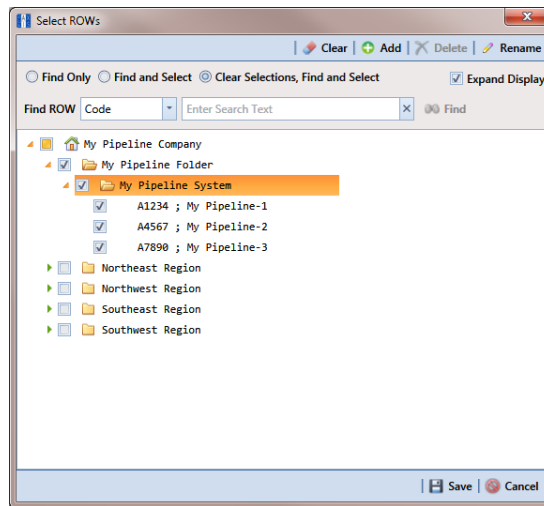 Select ROWs
Clear Add Delete Rename
Find Only Find and Select Clear Selections, Find and Select Expand Display
Find ROW Code Enter Search Text Find
My Pipeline Company
My Pipeline Folder
My Pipeline System
A1234 ; My Pipeline-1
A4567 ; My Pipeline-2
A7890 ; My Pipeline-3
Northeast Region
Northwest Region
Southeast Region
Southwest Region
Save Cancel